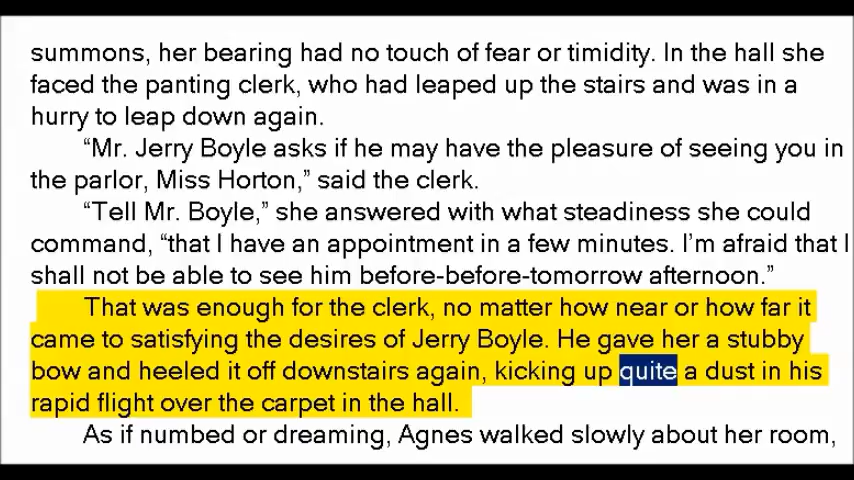 summons, her bearing had no touch of fear or timidity. In the hall she
faced the panting clerk, who had leaped up the stairs and was in a
hurry to leap down again.
“Mr. Jerry Boyle asks if he may have the pleasure of seeing you in
the parlor, Miss Horton,” said the clerk.
“Tell Mr. Boyle,” she answered with what steadiness she could
command, “that I have an appointment in a few minutes. I’m afraid that I
shall not be able to see him before-before-tomorrow afternoon.”
That was enough for the clerk, no matter how near or how far it
came to satisfying the desires of Jerry Boyle. He gave her a stubby
bow and heeled it off downstairs again, kicking up quite a dust in his
rapid flight over the carpet in the hall.
As if numbed or dreaming, Agnes walked slowly about her room,